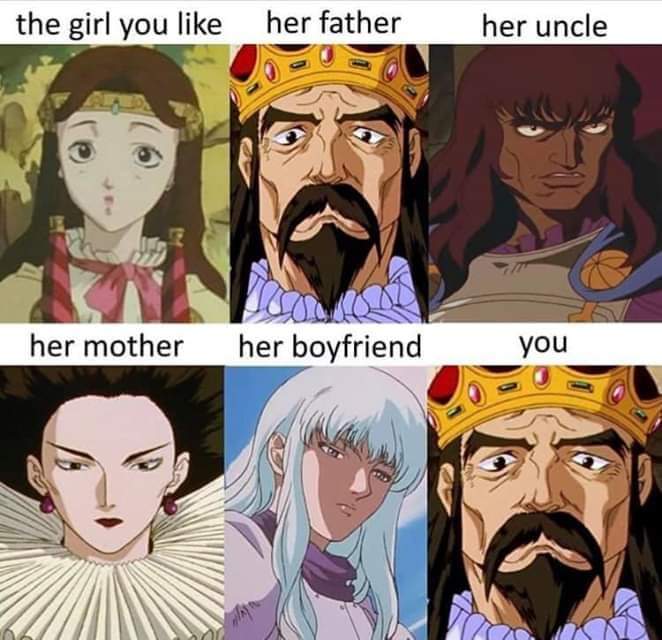 the girl you like
her father
her uncle
her mother
her boyfriend
you